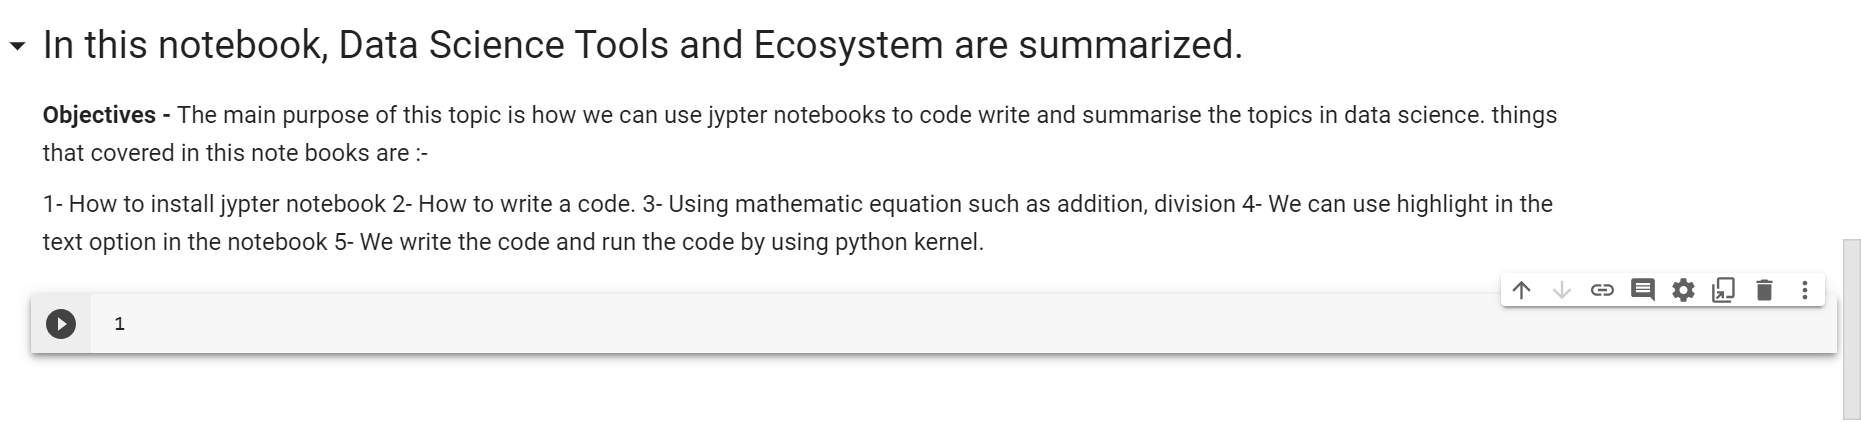 In this notebook, Data Science Tools and Ecosystem are summarized.
Objectives - The main purpose of this topic is how we can use jypter notebooks to code write and summarise the topics in data science. things
that covered in this note books are :-
1- How to install jypter notebook 2- How to write a code. 3- Using mathematic equation such as addition, division 4- We can use highlight in the
text option in the notebook 5- We write the code and run the code by using python kernel.
1